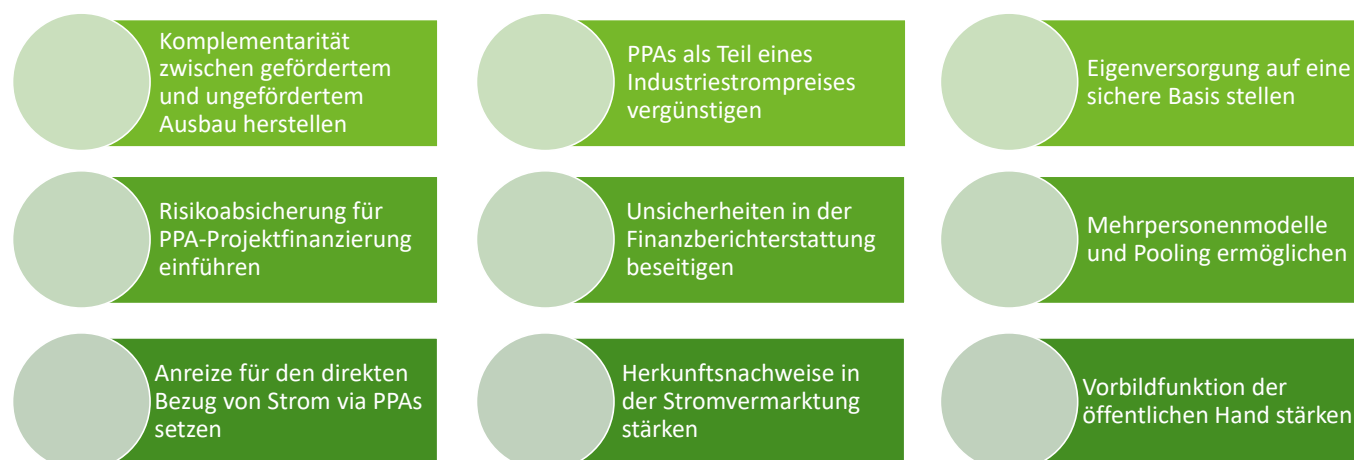 Komplementarität
zwischen gefördertem
und ungefördertem
Ausbau herstellen
PPAs als Teil eines
Industriestrompreises
vergünstigen
Eigenversorgung auf eine
sichere Basis stellen
Risikoabsicherung für
PPA-Projektfinanzierung
einführen
Unsicherheiten in der
Finanzberichterstattung
beseitigen
Mehrpersonenmodelle
und Pooling ermöglichen
Anreize für den direkten
Bezug von Strom via PPAs
setzen
Herkunftsnachweise in
der Stromvermarktung
stärken
Vorbildfunktion der
öffentlichen Hand stärken